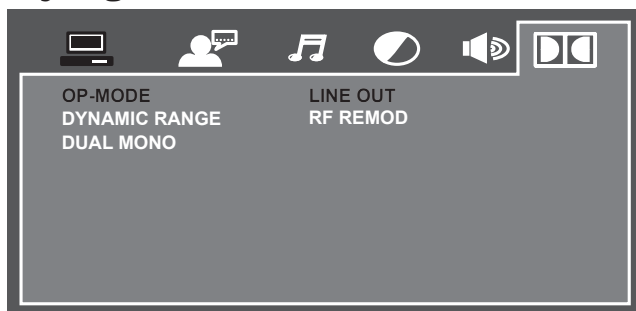 OP-MODE
DYNAMIC RANGE
DUAL MONO
LINE OUT
RF REMOD